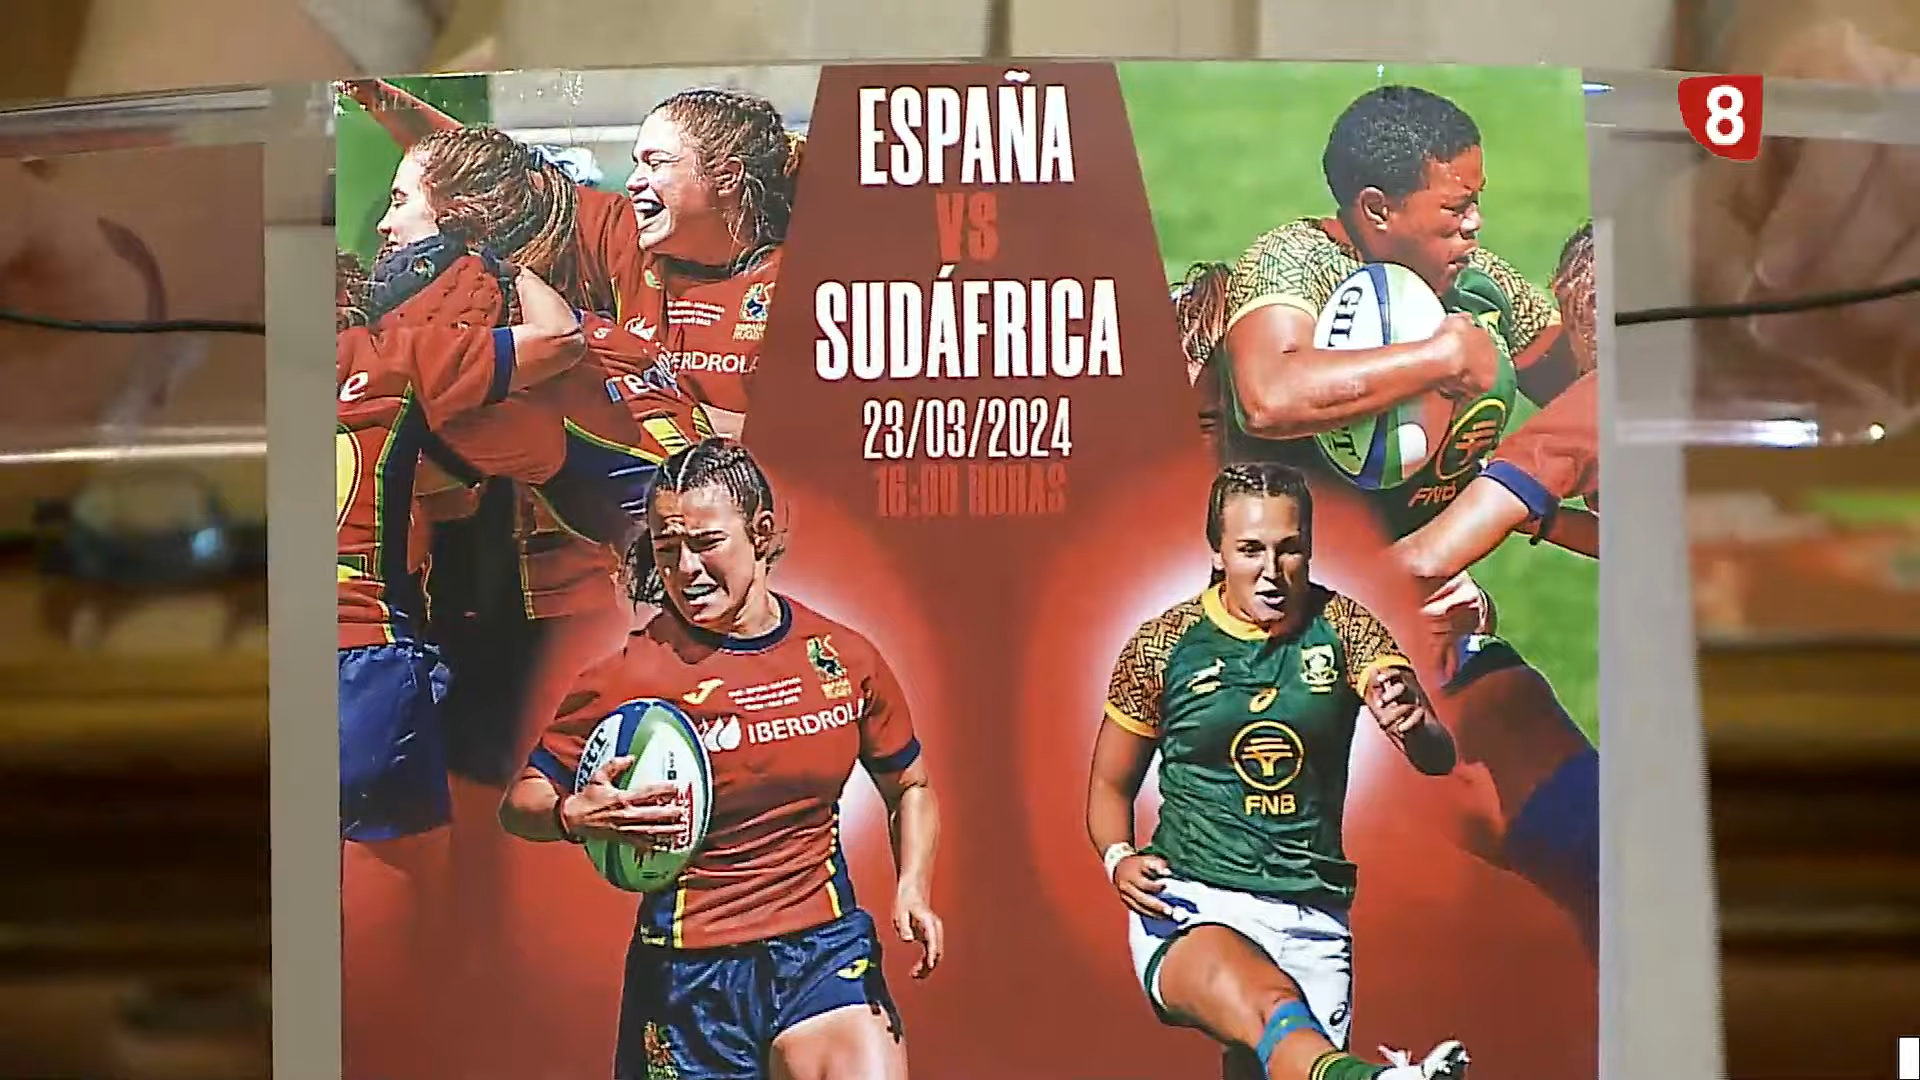 ESPAÑA
VS
SUDÁFRICA
23/03/2024
16:00 HORAS
8
IBERDROLA
IBERDROLA
FNB
FNB